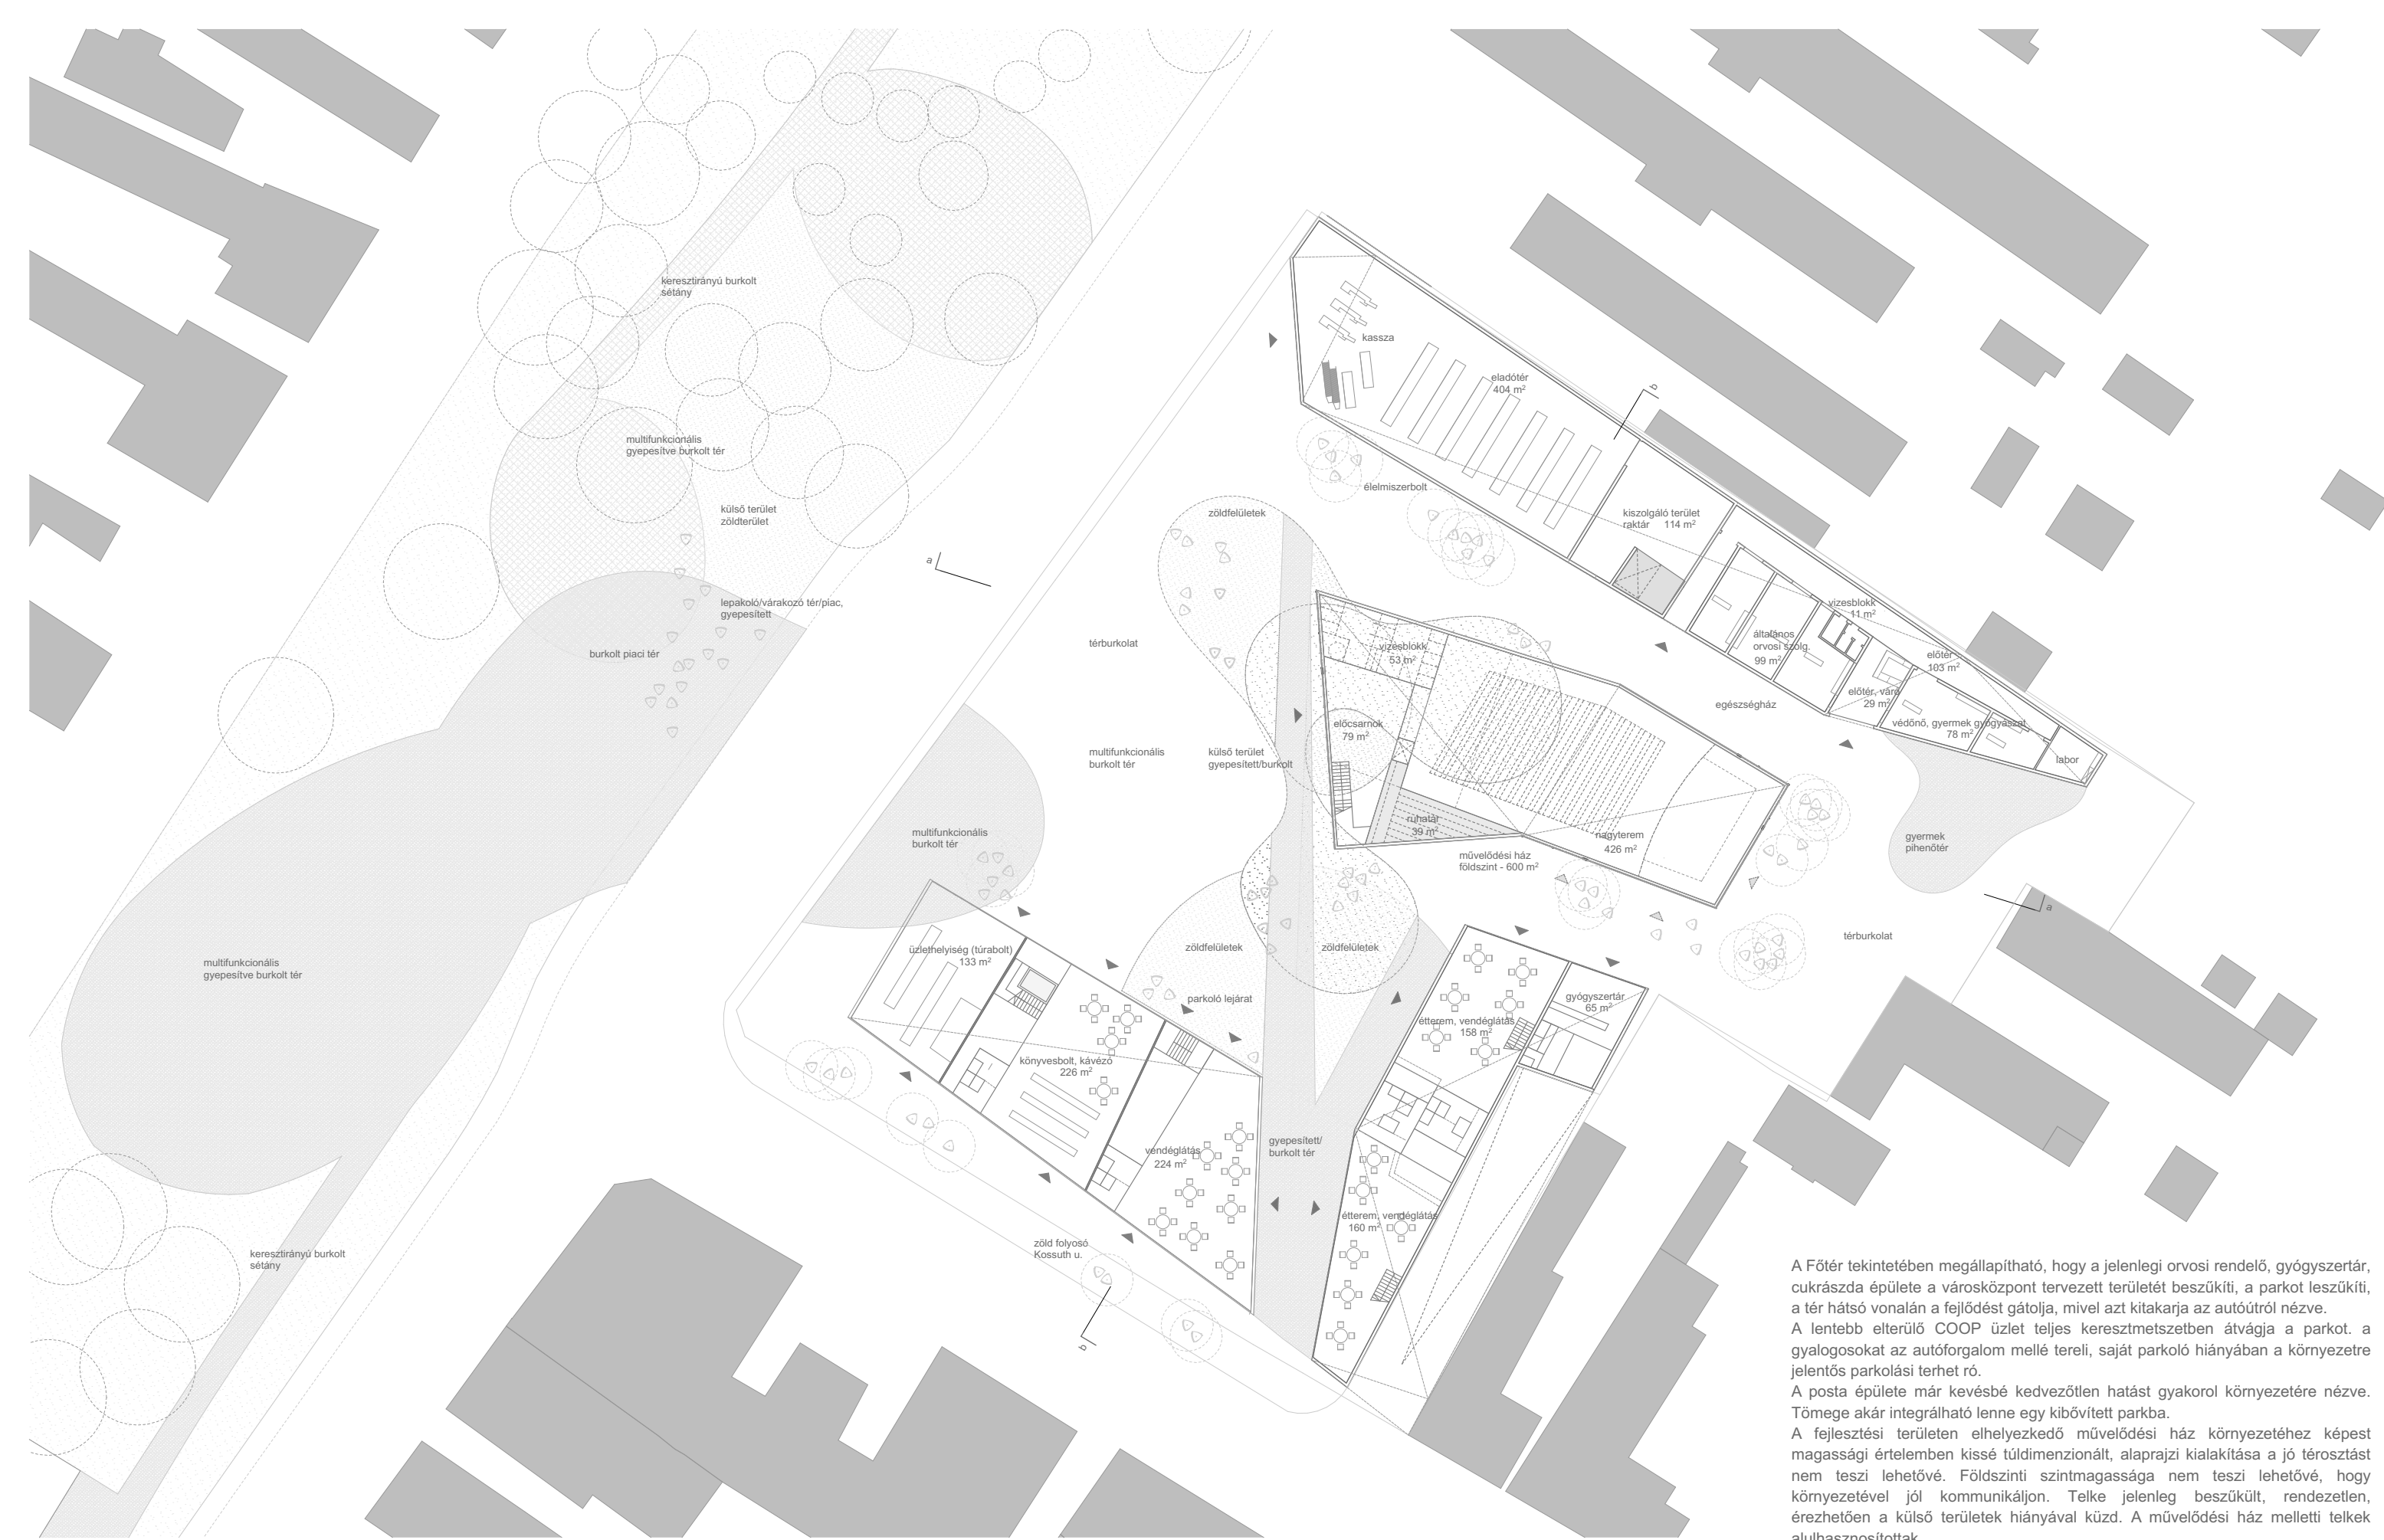 keresztirányú burkolt
sétány
kassza
eladótér
404 m²
multifunkcionális
gyepesítve burkolt tér
b
élelmiszerbolt
külső terület
zöldterület
zöldfelületek
kiszolgáló terület
raktár 114 m²
a
lepakoló/várakozó tér/piac,
gyepesített
burkolt piaci tér
térburkolat
vizesblokk
11 m²
vizesblokk
53 m²
általános
orvosi szolg.
99 m²
előtér
103 m²
előtér, váró
29 m²
egészségház
védőnő, gyermek gyógyászat
78 m²
labor
előcsarnok
79 m²
multifunkcionális
burkolt tér
külső terület
gyepesített/burkolt
multifunkcionális
burkolt tér
ruhatár
39 m²
nagyterem
426 m²
művelődési ház
földszint - 600 m²
gyermek
pihenőtér
a
térburkolat
üzlethelyiség (túrabolt)
133 m²
zöldfelületek
zöldfelületek
multifunkcionális
gyepesítve burkolt tér
parkoló lejárat
gyógyszertár
65 m²
étterem, vendéglátás
158 m²
könyvesbolt, kávézó
226 m²
vendéglátás
224 m²
gyepesített/
burkolt tér
étterem, vendéglátás
160 m²
zöld folyosó
Kossuth u.
keresztirányú burkolt
sétány
b
A Főtér tekintetében megállapítható, hogy a jelenlegi orvosi rendelő, gyógyszertár,
cukrászda épülete a városközpont tervezett területét beszűkíti, a parkot leszűkíti,
a tér hátsó vonalán a fejlődést gátolja, mivel azt kitakarja az autóútról nézve.
A lentebb elterülő COOP üzlet teljes keresztmetszetben átvágja a parkot. a
gyalogosokat az autóforgalom mellé tereli, saját parkoló hiányában a környezetre
jelentős parkolási terhet ró.
A posta épülete már kevésbé kedvezőtlen hatást gyakorol környezetére nézve.
Tömege akár integrálható lenne egy kibővített parkba.
A fejlesztési területen elhelyezkedő művelődési ház környezetéhez képest
magassági értelemben kissé túldimenzionált, alaprajzi kialakítása a jó térosztást
nem teszi lehetővé. Földszinti szintmagassága nem teszi lehetővé, hogy
környezetével jól kommunikáljon. Telke jelenleg beszűkült, rendezetlen,
érezhetően a külső területek hiányával küzd. A művelődési ház melletti telkek
alulhasznosítottak.